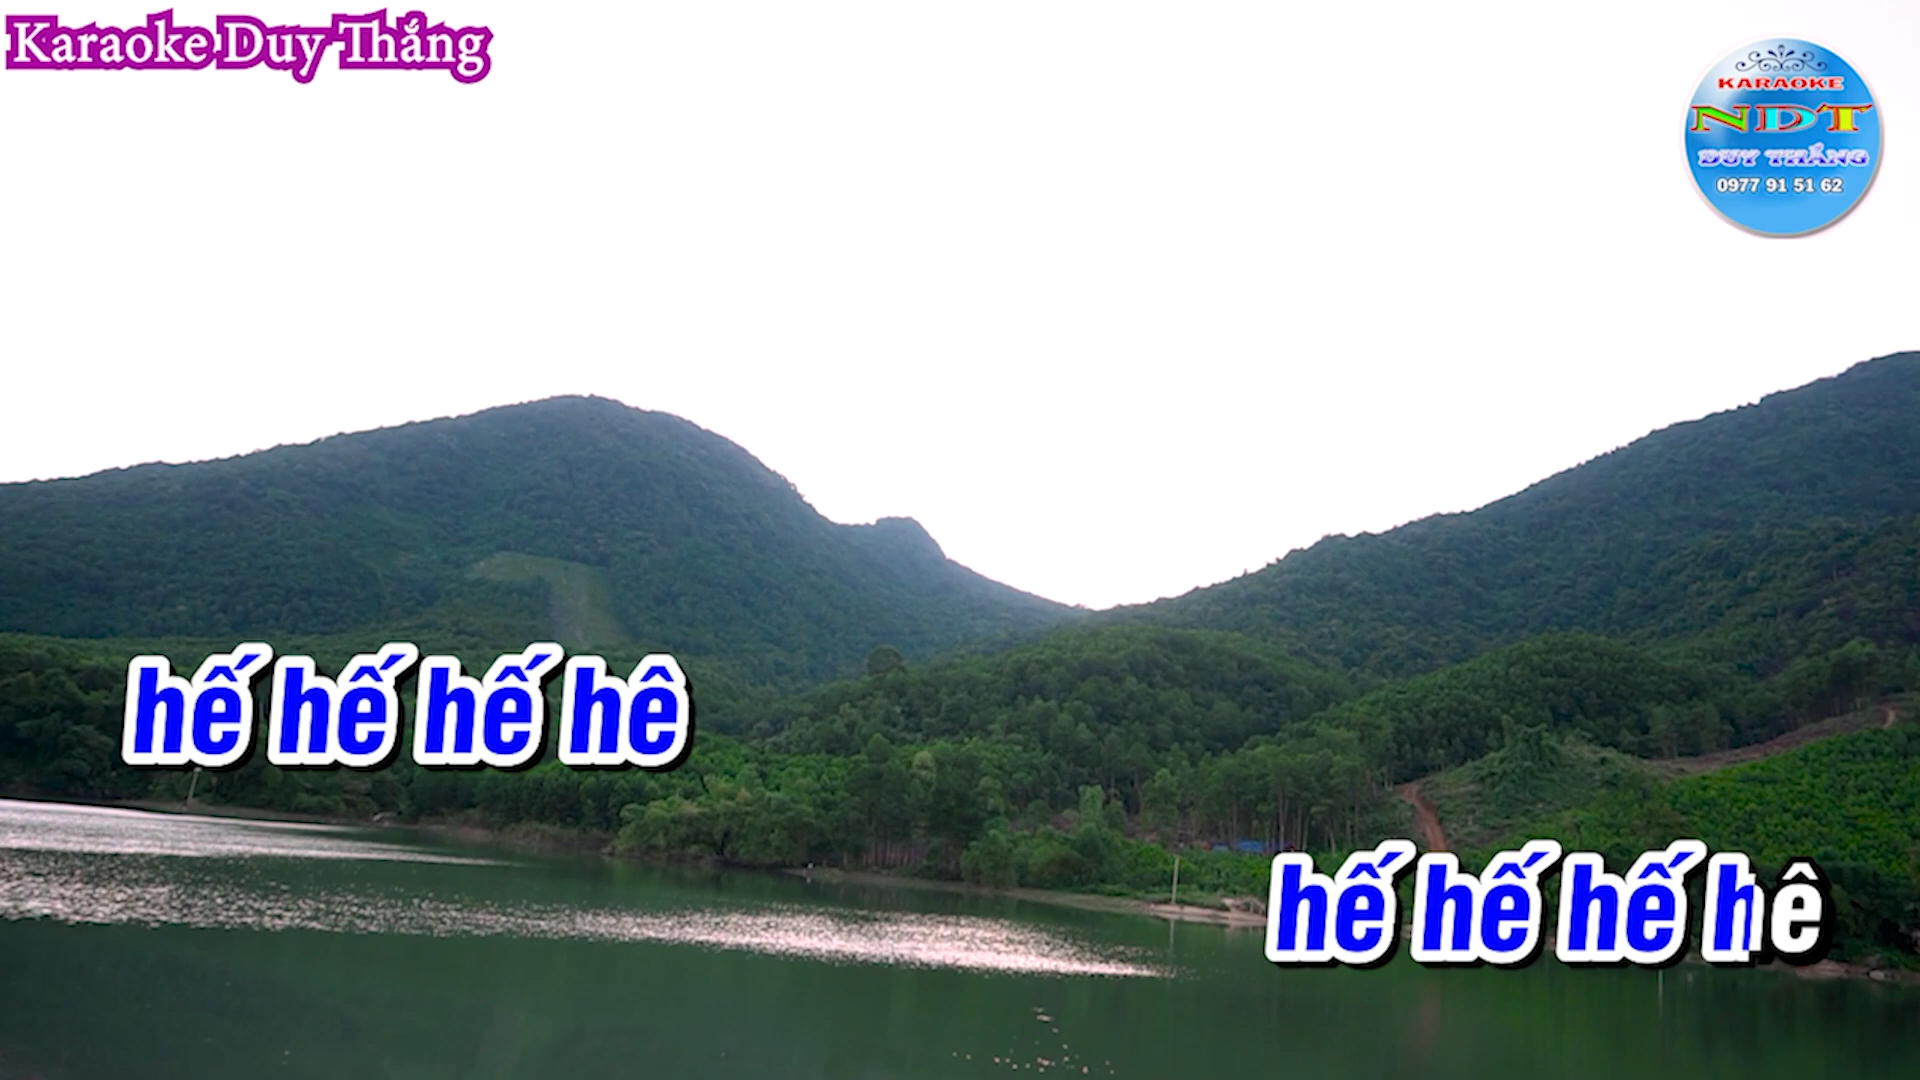 Karaoke Duy Thắng
KARAOKE
NDT
DUY THẮNG
0977 91 51 62
hế hế hế hê
hế hế hế hê